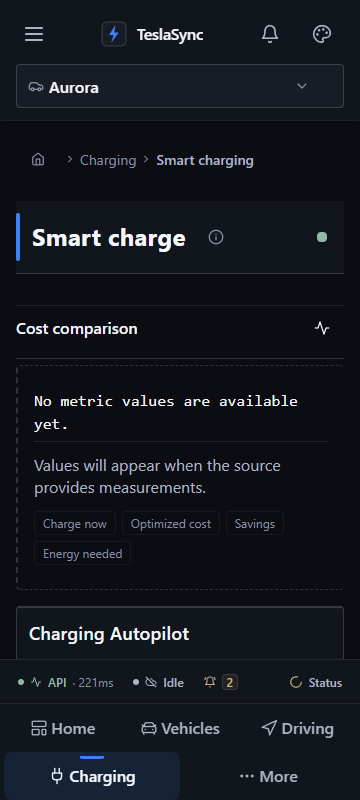 TeslaSync
Aurora
Charging
Smart charging
Smart charge
Cost comparison
No metric values are available
yet.
Values will appear when the source
provides measurements.
Charge now
Optimized cost
Savings
Energy needed
Charging Autopilot
API · 221ms
Idle
2
Status
Home
Vehicles
Driving
Charging
More